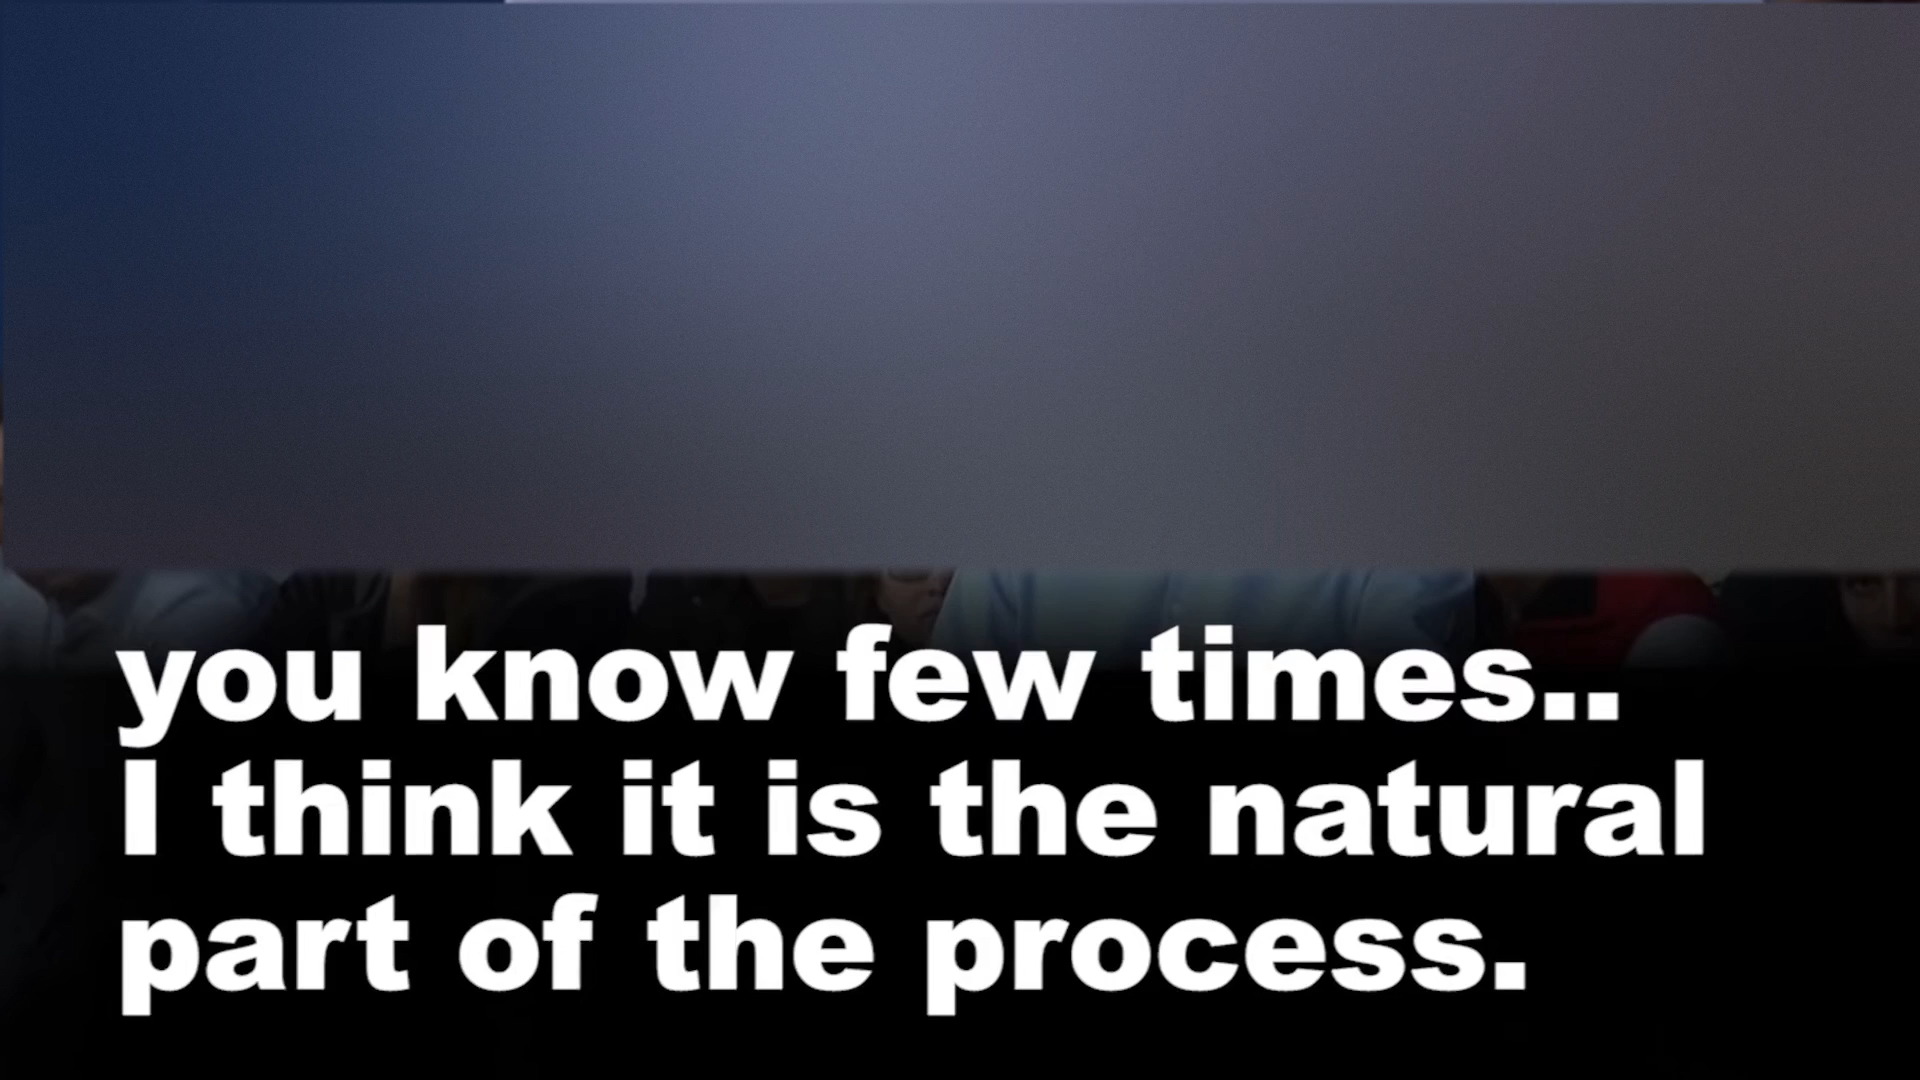 you know few times..
I think it is the natural
part of the process.